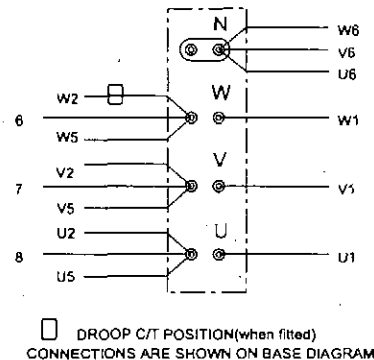 N
W6
V6
U6
W2
W
6
W1
W5
V2
V
7
V1
V5
U2
U
8
U1
U5
DROOP C/T POSITION(when fitted)
CONNECTIONS ARE SHOWN ON BASE DIAGRAM